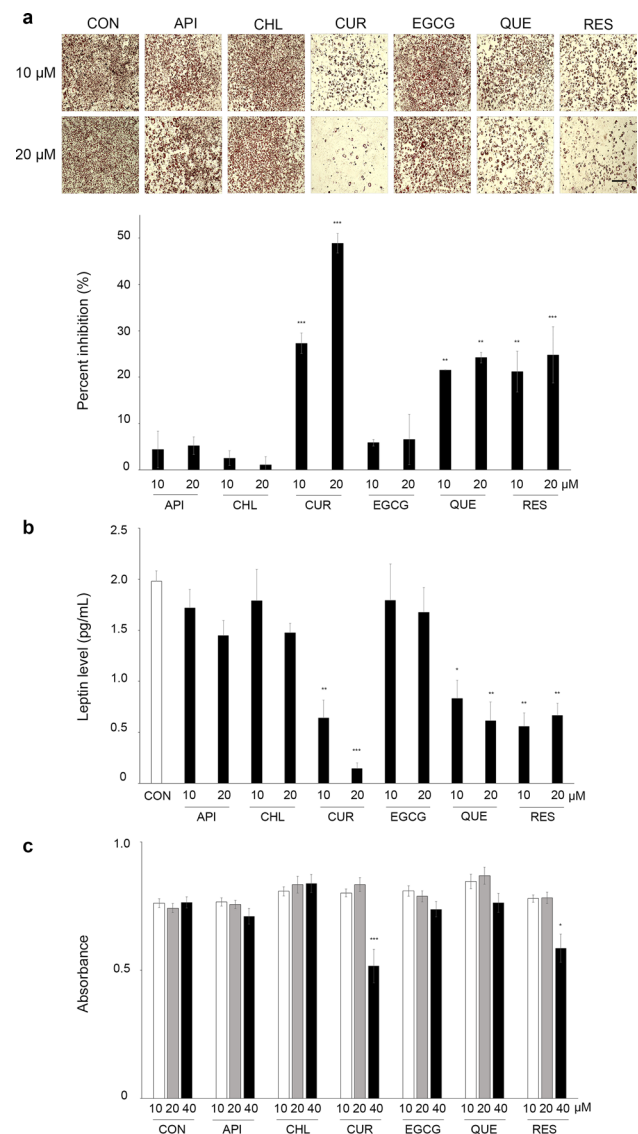 a
CON API CHL CUR EGCG QUE RES
10 μM
20 μM
Percent inhibition (%)
50
40
30
20
10
0
***
***
**
**
**
***
10 20 10 20 10 20 10 20 10 20 10 20 μM
API CHL CUR EGCG QUE RES
b
Leptin level (pg/mL)
2.5
2.0
1.5
1.0
0.5
0
**
***
*
**
**
**
CON
10 20 10 20 10 20 10 20 10 20 10 20 μM
API CHL CUR EGCG QUE RES
c
Absorbance
1.0
0.5
0
***
*
10 20 40 10 20 40 10 20 40 10 20 40 10 20 40 10 20 40 10 20 40 μM
CON API CHL CUR EGCG QUE RES